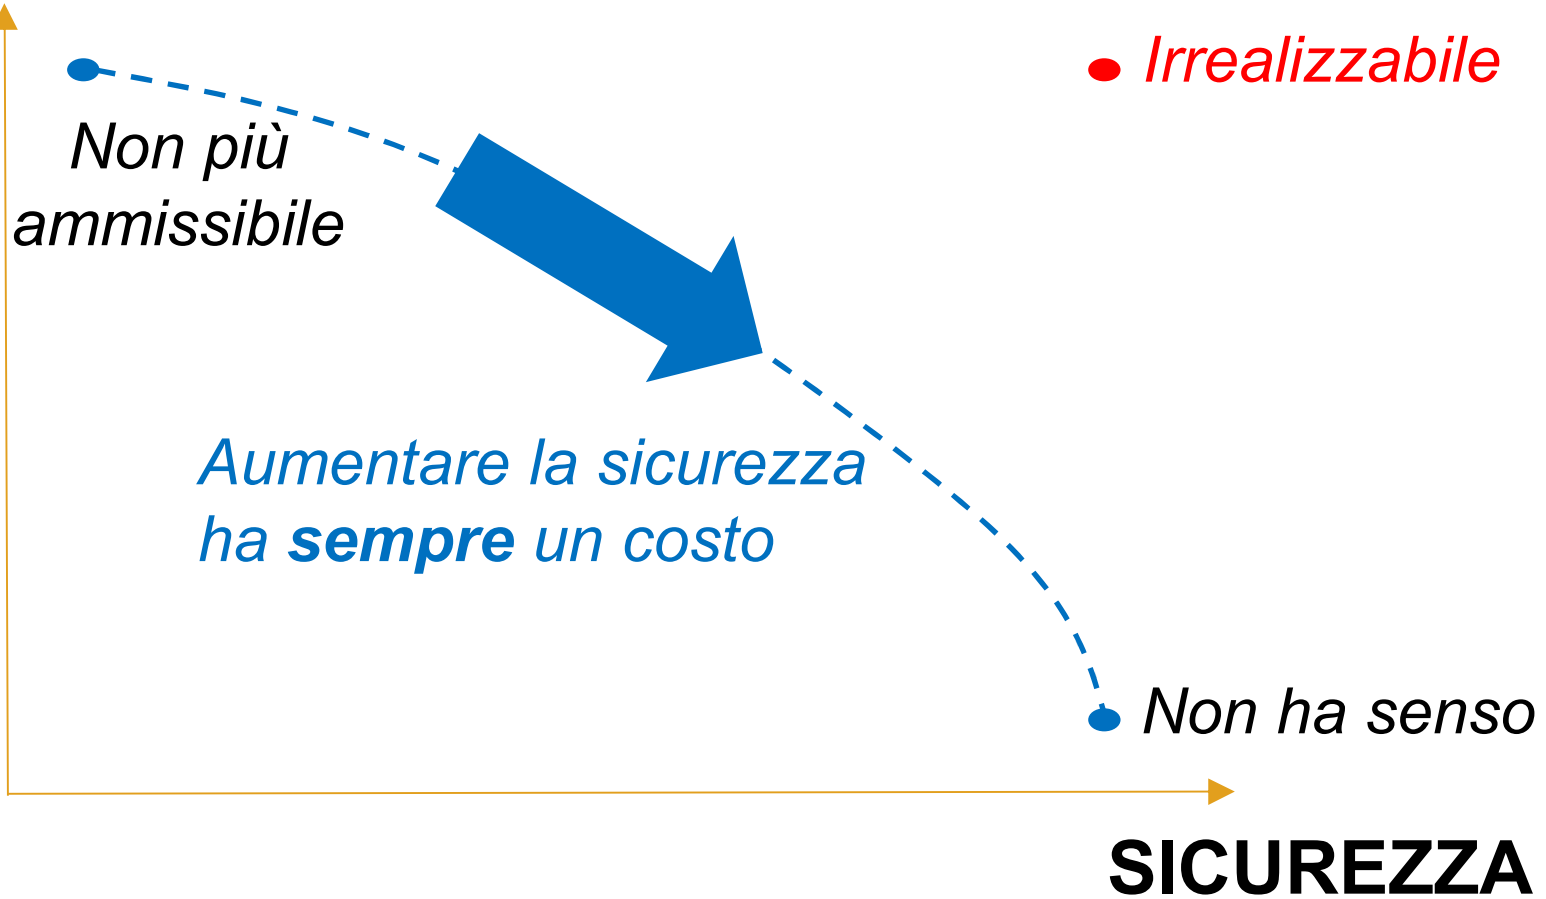 Irrealizzabile
Non più
ammissibile
Aumentare la sicurezza
ha sempre un costo
Non ha senso
SICUREZZA